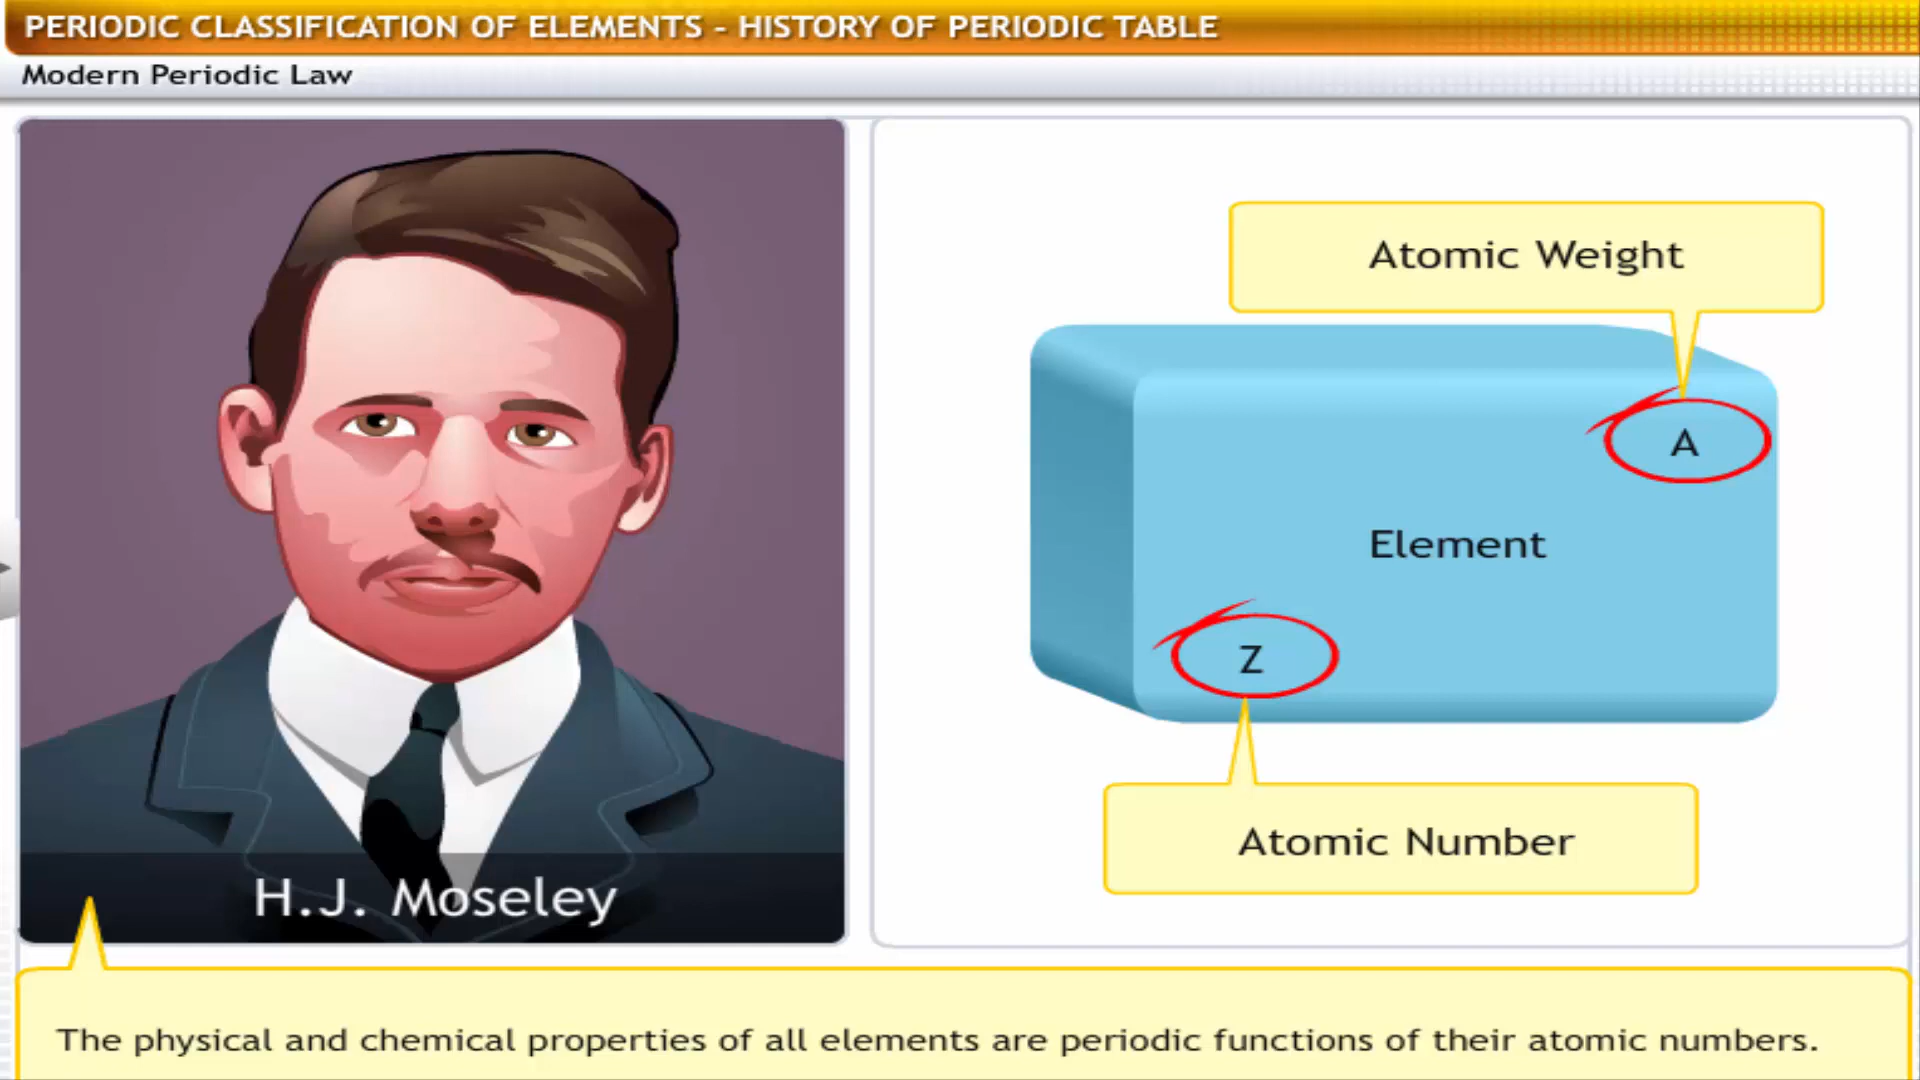 PERIODIC CLASSIFICATION OF ELEMENTS - HISTORY OF PERIODIC TABLE
Modern Periodic Law
Atomic Weight
A
Element
Z
Atomic Number
H.J. Moseley
The physical and chemical properties of all elements are periodic functions of their atomic numbers.